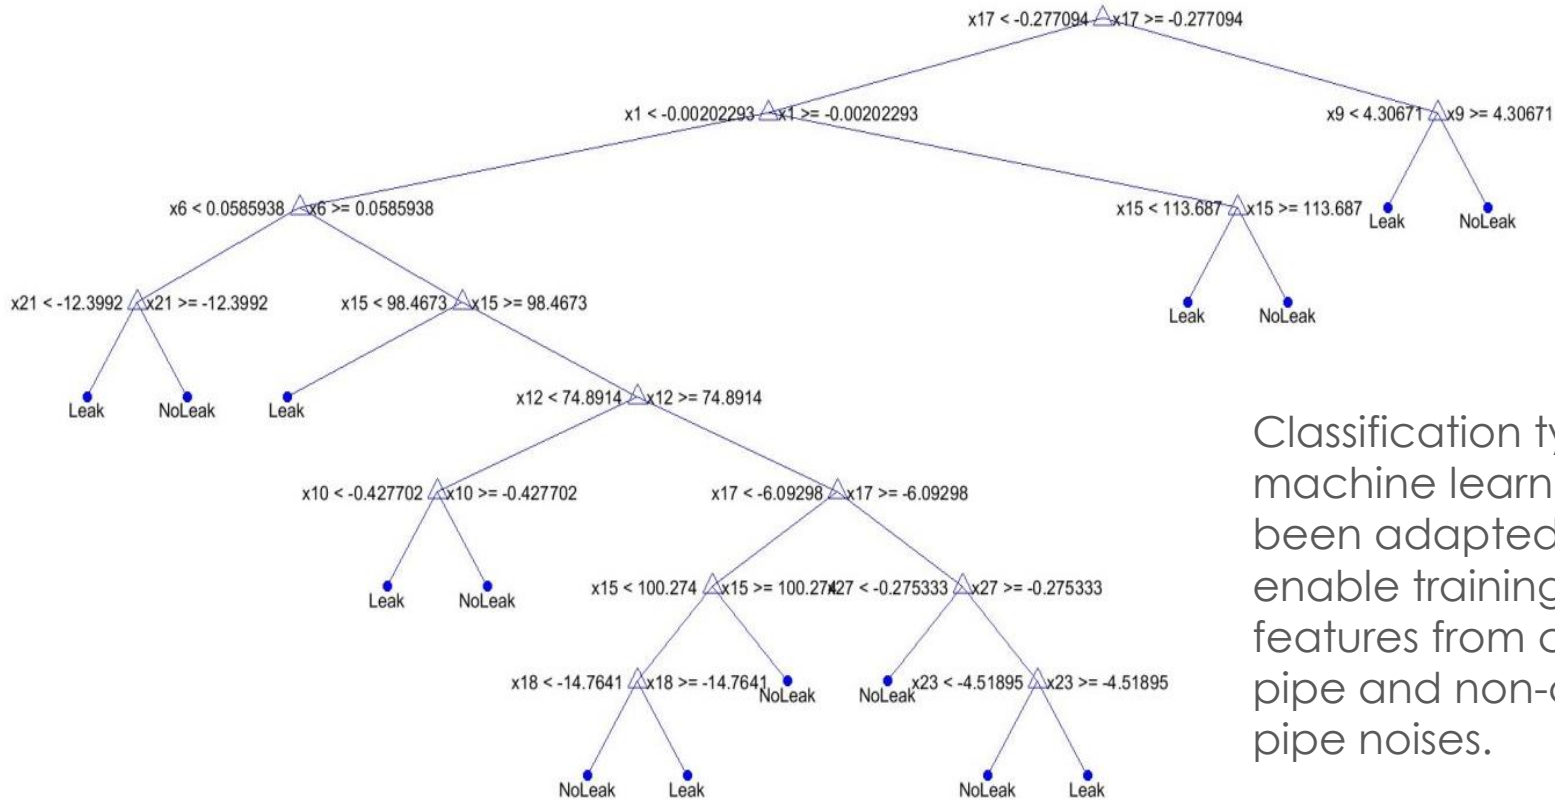 x17 < -0.277094 x17 >= -0.277094
x1 < -0.00202293 x1 >= -0.00202293
x9 < 4.30671 x9 >= 4.30671
x6 < 0.0585938 x6 >= 0.0585938
x15 < 113.687 x15 >= 113.687
Leak NoLeak
x21 < -12.3992 x21 >= -12.3992
x15 < 98.4673 x15 >= 98.4673
Leak NoLeak
Leak NoLeak Leak
x12 < 74.8914 x12 >= 74.8914
x10 < -0.427702 x10 >= -0.427702
x17 < -6.09298 x17 >= -6.09298
Leak NoLeak
x15 < 100.274 x15 >= 100.274
x27 < -0.275333 x27 >= -0.275333
x18 < -14.7641 x18 >= -14.7641
NoLeak NoLeak
x23 < -4.51895 x23 >= -4.51895
NoLeak Leak NoLeak Leak
Classification
machine learn
been adapted
enable training
features from
pipe and
pipe noises.